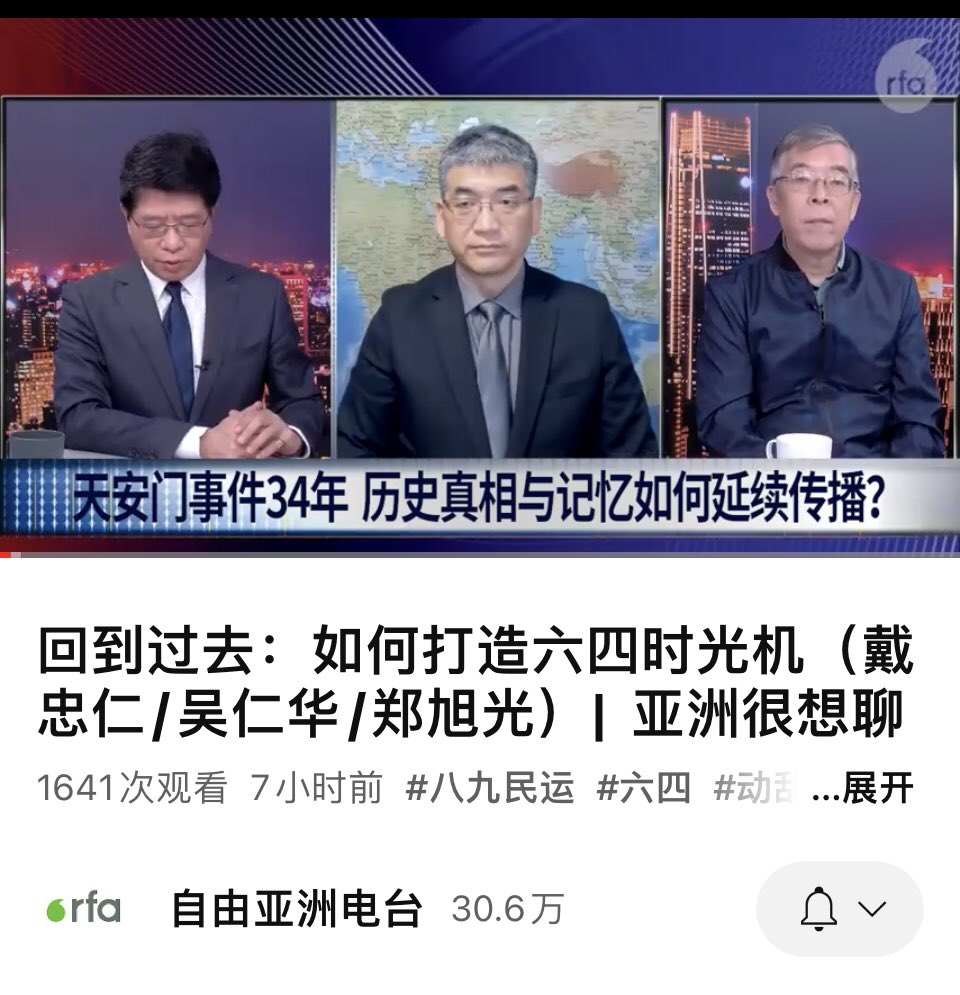 rfa
天安门事件34年 历史真相与记忆如何延续传播?
回到过去：如何打造六四时光机（戴
忠仁/吴仁华/郑旭光）| 亚洲很想聊
1641次观看 7小时前 #八九民运 #六四 #动乱 ...展开
rfa 自由亚洲电台 30.6万